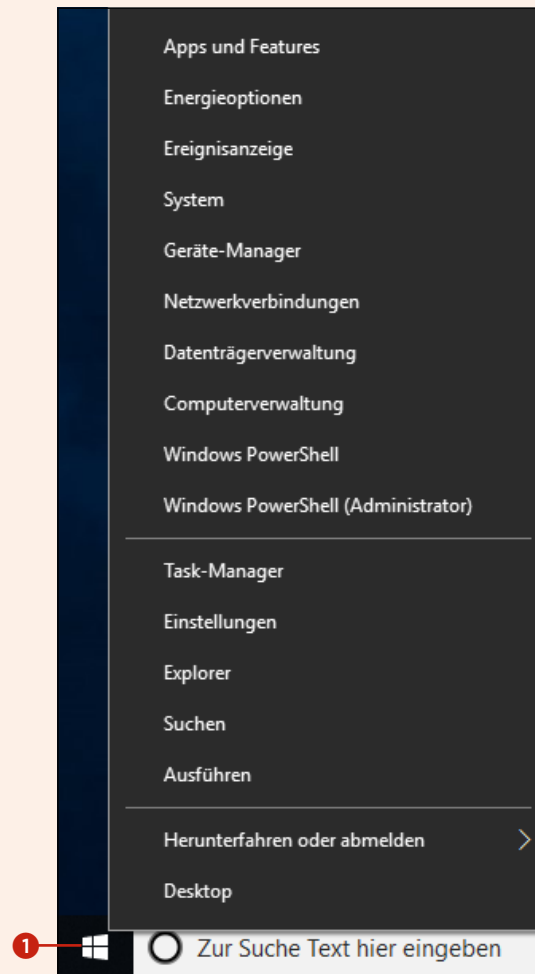 Apps und Features
Energieoptionen
Ereignisanzeige
System
Geräte-Manager
Netzwerkverbindungen
Datenträgerverwaltung
Computerverwaltung
Windows PowerShell
Windows PowerShell (Administrator)
Task-Manager
Einstellungen
Explorer
Suchen
Ausführen
Herunterfahren oder abmelden
Desktop
1
Zur Suche Text hier eingeben